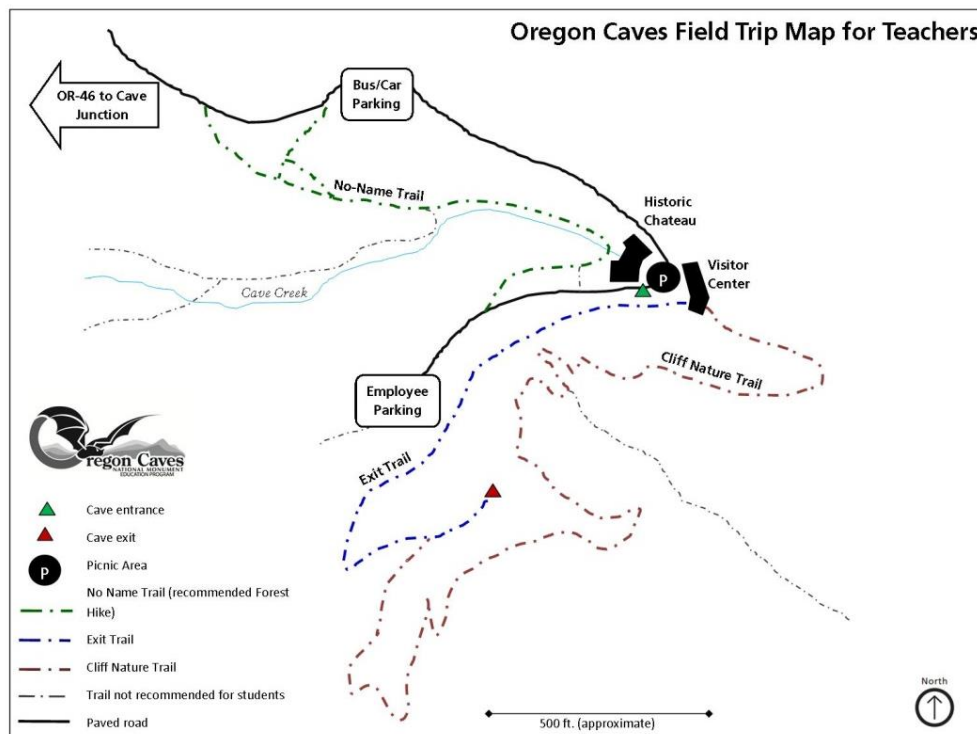 Oregon Caves Field Trip Map for Teachers
OR-46 to Cave
Junction
Bus/Car
Parking
No-Name Trail
Historic
Chateau
P
Visitor
Center
Cave Creek
Cliff Nature Trail
Employee
Parking
Exit Trail
Oregon Caves
NATIONAL MONUMENT
EDUCATION PROGRAM
Cave entrance
Cave exit
P
Picnic Area
No Name Trail (recommended Forest
Hike)
Exit Trail
Cliff Nature Trail
Trail not recommended for students
Paved road
500 ft. (approximate)
North